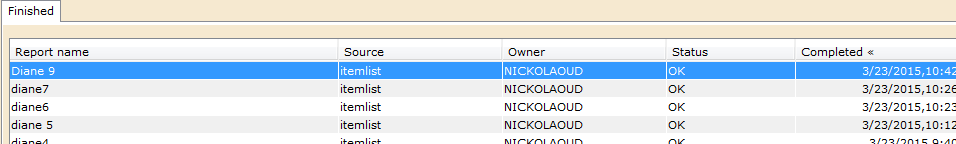 Finished
Report name Source Owner Status Completed «
Diane 9 itemlist NICKOLAOUD OK 3/23/2015,10:42
diane7 itemlist NICKOLAOUD OK 3/23/2015,10:26
diane6 itemlist NICKOLAOUD OK 3/23/2015,10:23
diane 5 itemlist NICKOLAOUD OK 3/23/2015,10:12
diane4 itemlist NICKOLAOUD OK 3/23/2015,9:40